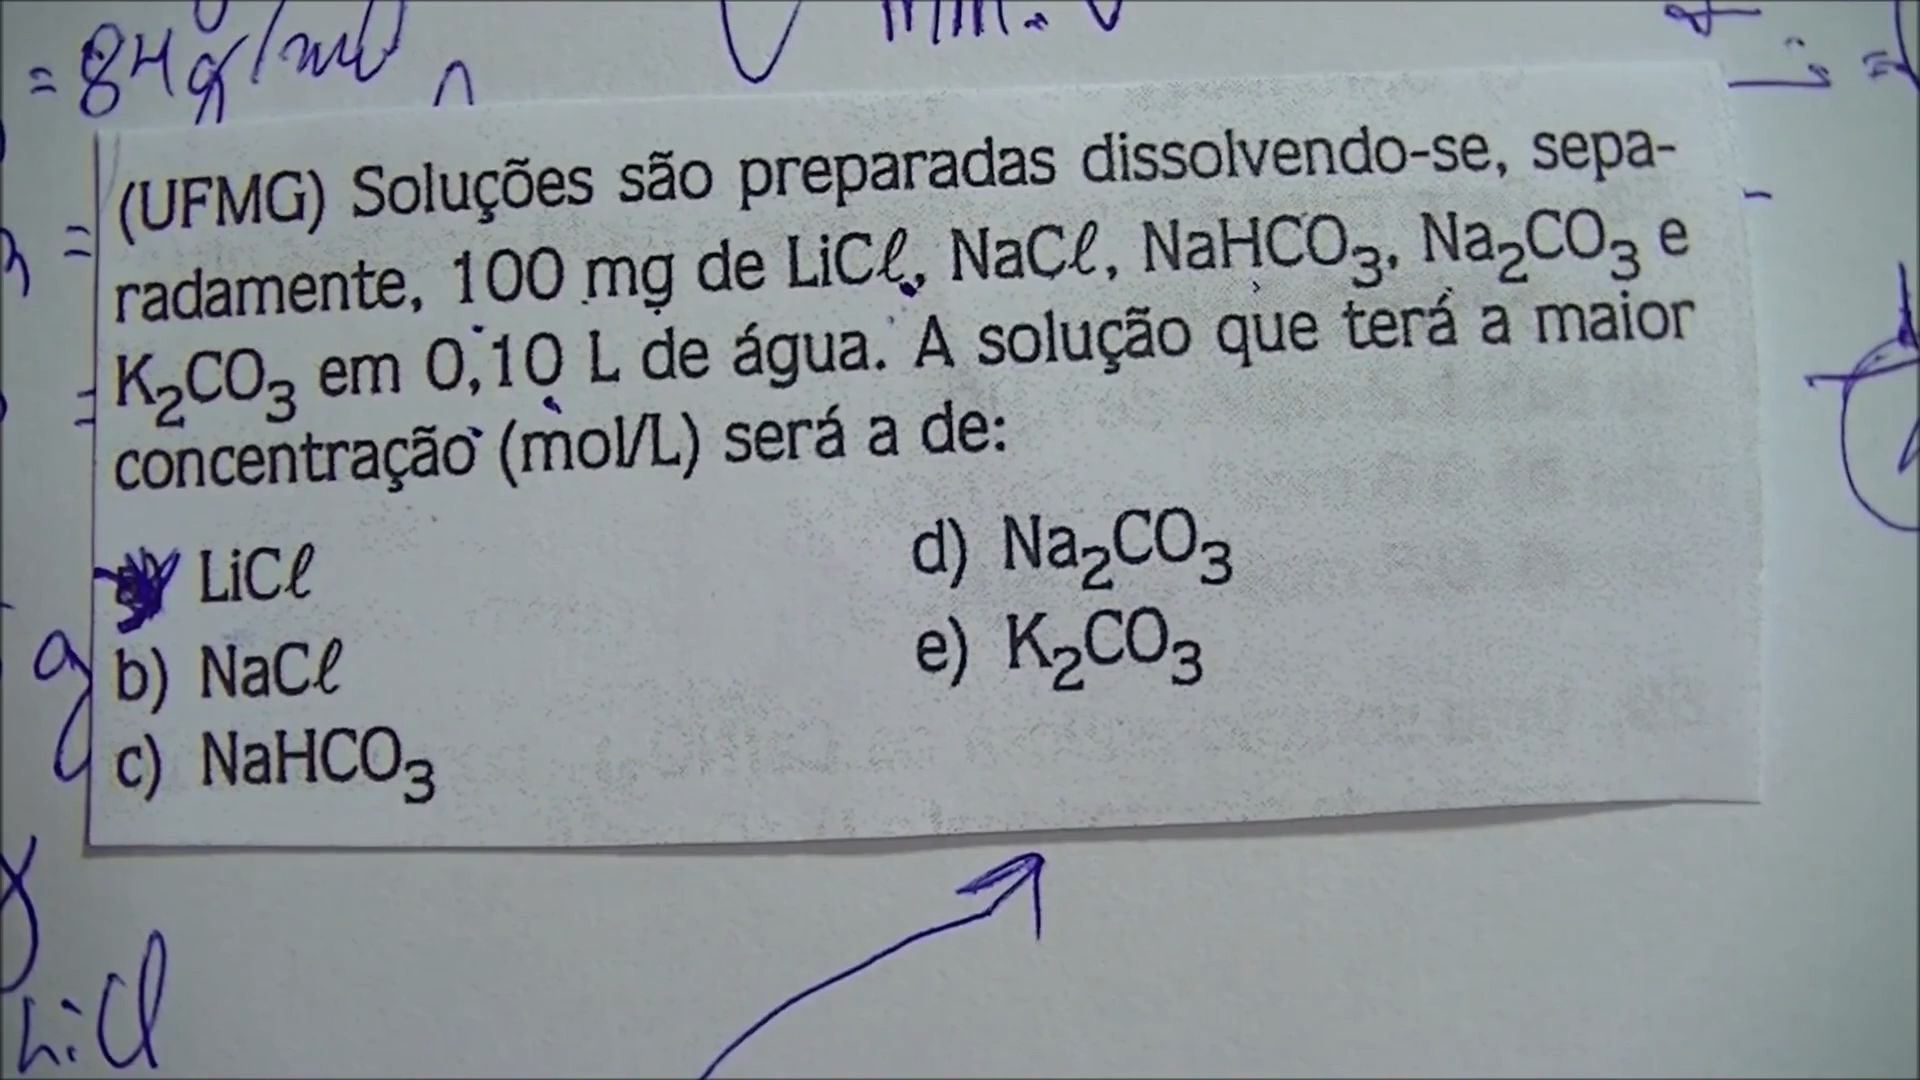 = 84g/mol
(UFMG) Soluções são preparadas dissolvendo-se, sepa-
radamente, 100 mg de LiCℓ, NaCℓ, NaHCO₃, Na₂CO₃ e
K₂CO₃ em 0,10 L de água. A solução que terá a maior
concentração (mol/L) será a de:
LiCℓ
b) NaCℓ
c) NaHCO₃
d) Na₂CO₃
e) K₂CO₃
LiCl